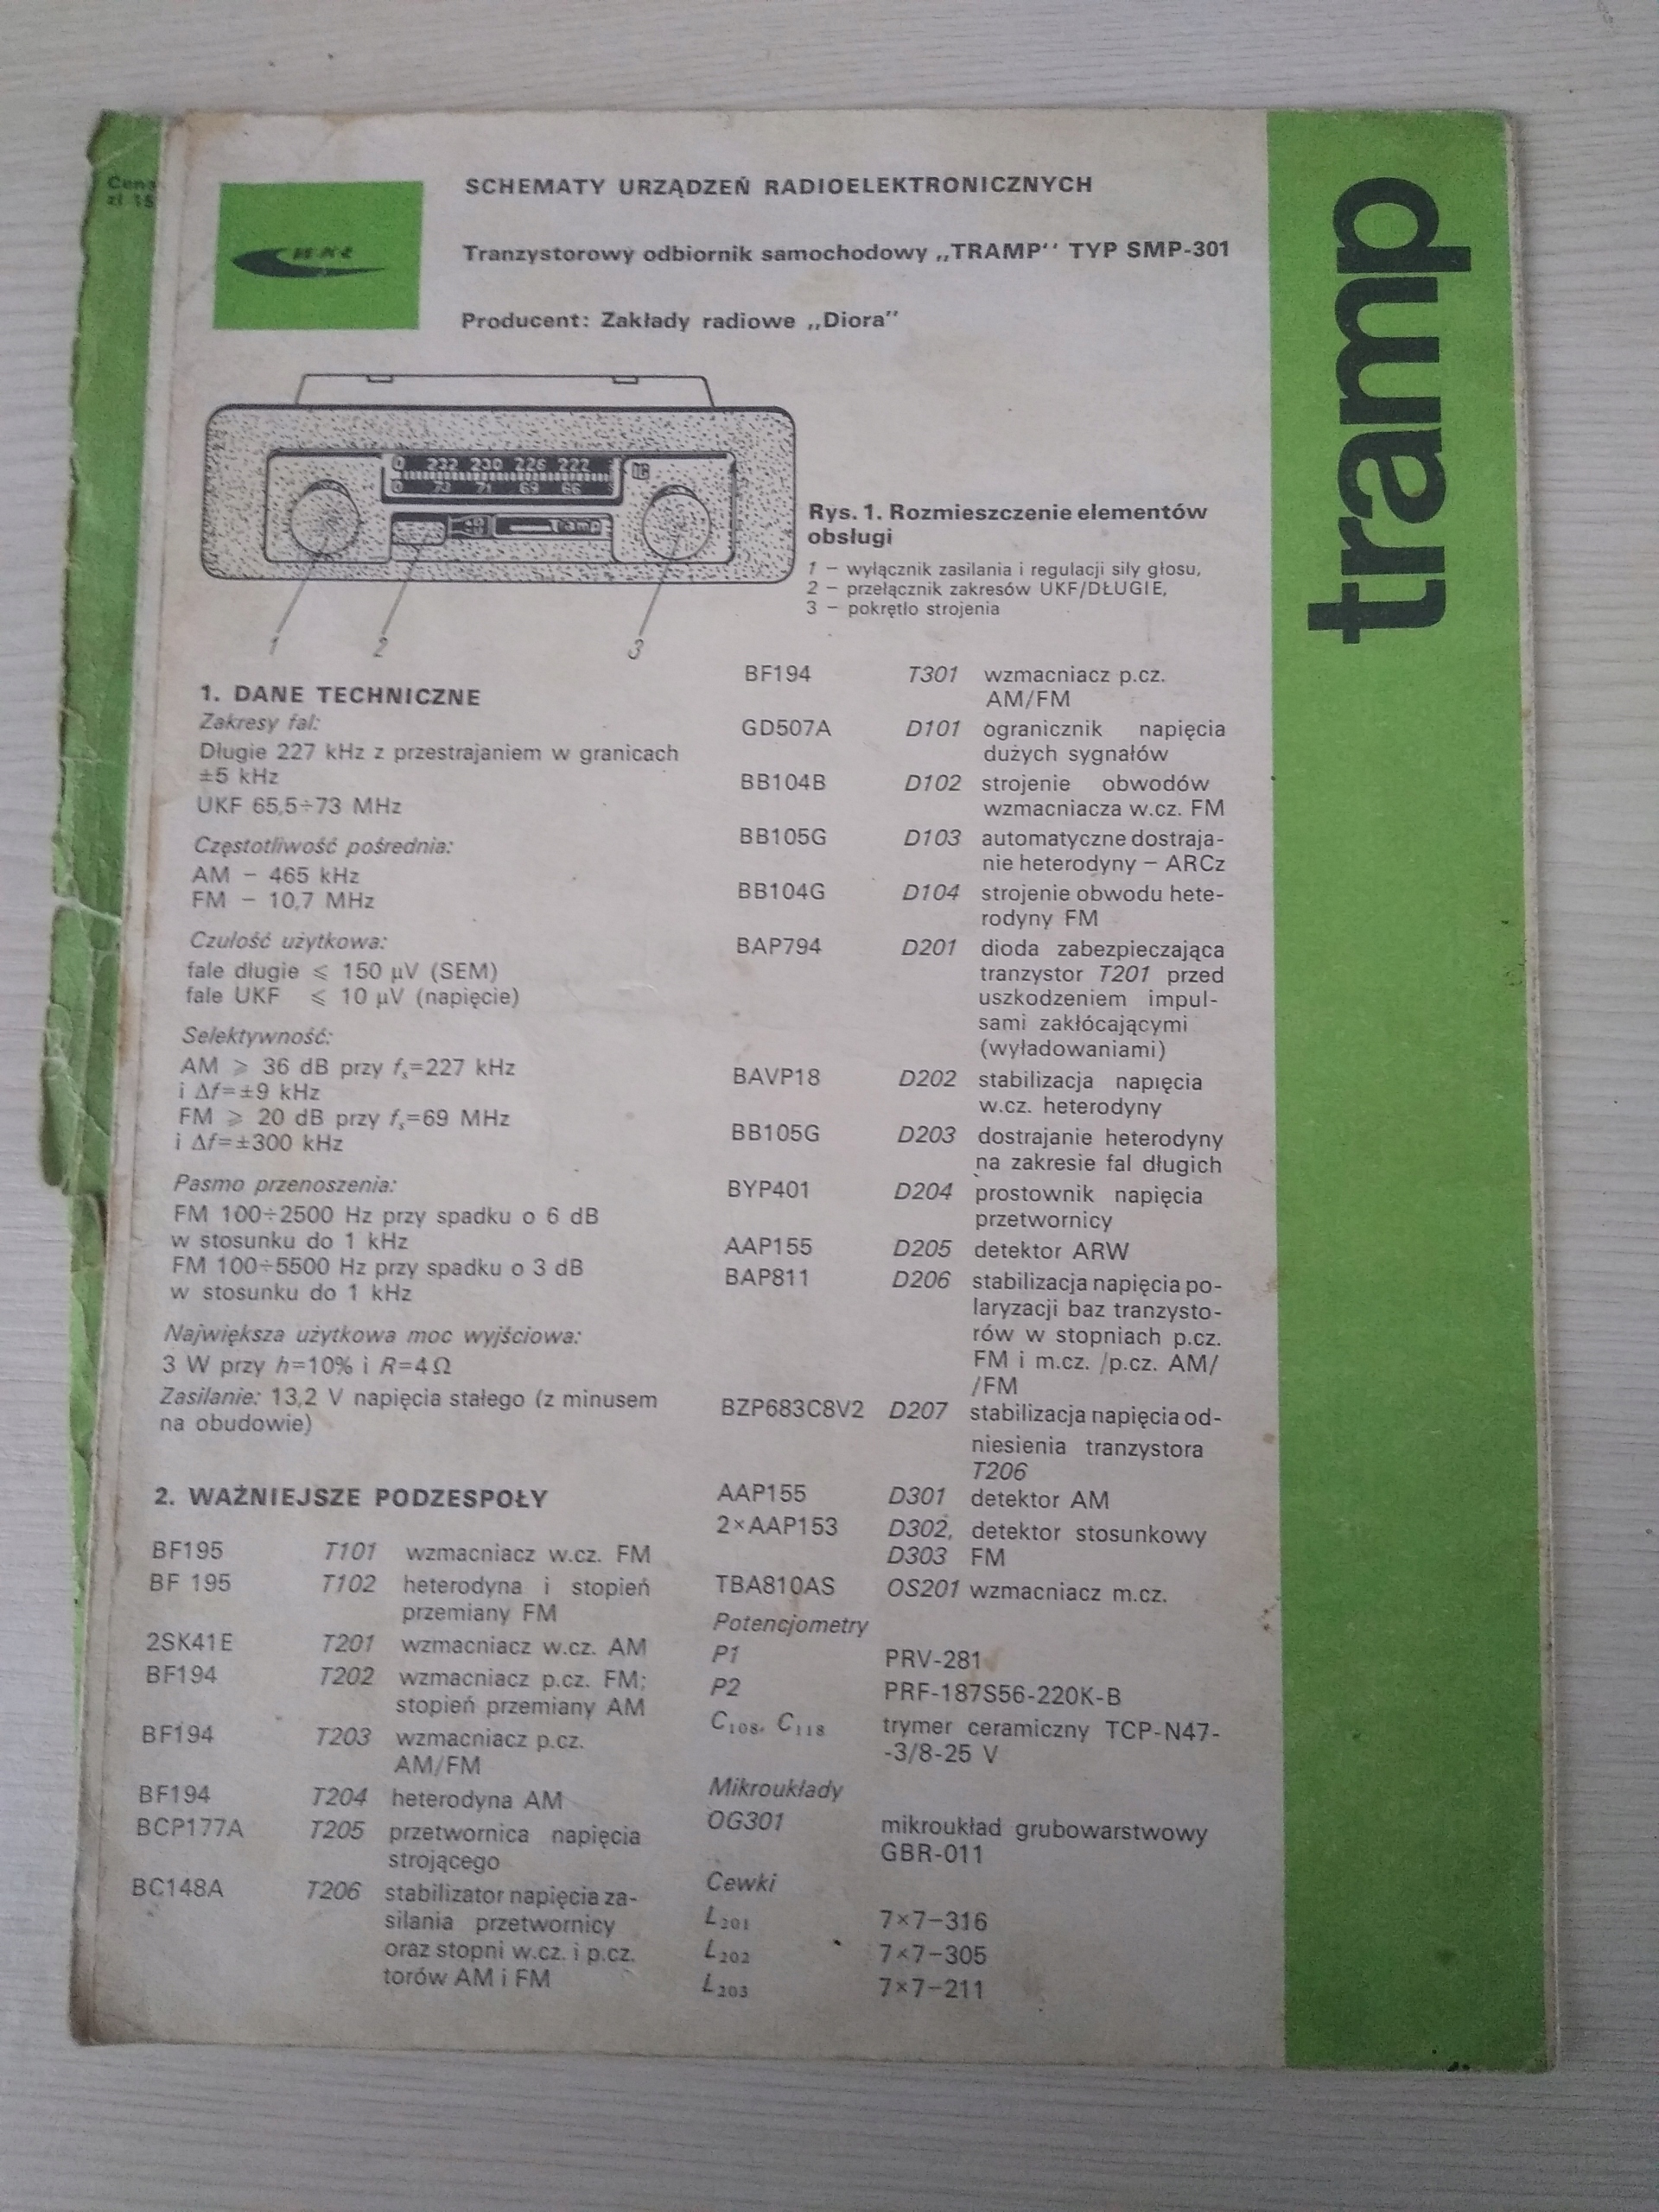 Cena
zł 15
WKŁ
SCHEMATY URZĄDZEŃ RADIOELEKTRONICZNYCH
Tranzystorowy odbiornik samochodowy „TRAMP" TYP SMP-301
Producent: Zakłady radiowe „Diora"
tramp
232 230 226 222
73 71 69 66
Tramp
1
2
3
Rys. 1. Rozmieszczenie elementów
obsługi
1 – wyłącznik zasilania i regulacji siły głosu,
2 – przełącznik zakresów UKF/DŁUGIE,
3 – pokrętło strojenia
1. DANE TECHNICZNE
Zakresy fal:
Długie 227 kHz z przestrajaniem w granicach
±5 kHz
UKF 65,5÷73 MHz
Częstotliwość pośrednia:
AM – 465 kHz
FM – 10,7 MHz
Czułość użytkowa:
fale długie ⩽ 150 μV (SEM)
fale UKF ⩽ 10 μV (napięcie)
Selektywność:
AM ⩾ 36 dB przy fₛ=227 kHz
i Δf=±9 kHz
FM ⩾ 20 dB przy fₛ=69 MHz
i Δf=±300 kHz
Pasmo przenoszenia:
FM 100÷2500 Hz przy spadku o 6 dB
w stosunku do 1 kHz
FM 100÷5500 Hz przy spadku o 3 dB
w stosunku do 1 kHz
Największa użytkowa moc wyjściowa:
3 W przy h=10% i R=4Ω
Zasilanie: 13,2 V napięcia stałego (z minusem
na obudowie)
2. WAŻNIEJSZE PODZESPOŁY
BF195 T101 wzmacniacz w.cz. FM
BF 195 T102 heterodyna i stopień
przemiany FM
2SK41E T201 wzmacniacz w.cz. AM
BF194 T202 wzmacniacz p.cz. FM;
stopień przemiany AM
BF194 T203 wzmacniacz p.cz.
AM/FM
BF194 T204 heterodyna AM
BCP177A T205 przetwornica napięcia
strojącego
BC148A T206 stabilizator napięcia za-
silania przetwornicy
oraz stopni w.cz. i p.cz.
torów AM i FM
BF194 T301 wzmacniacz p.cz.
AM/FM
GD507A D101 ogranicznik napięcia
dużych sygnałów
BB104B D102 strojenie obwodów
wzmacniacza w.cz. FM
BB105G D103 automatyczne dostraja-
nie heterodyny – ARCz
BB104G D104 strojenie obwodu hete-
rodyny FM
BAP794 D201 dioda zabezpieczająca
tranzystor T201 przed
uszkodzeniem impul-
sami zakłócającymi
(wyładowaniami)
BAVP18 D202 stabilizacja napięcia
w.cz. heterodyny
BB105G D203 dostrajanie heterodyny
na zakresie fal długich
BYP401 D204 prostownik napięcia
przetwornicy
AAP155 D205 detektor ARW
BAP811 D206 stabilizacja napięcia po-
laryzacji baz tranzysto-
rów w stopniach p.cz.
FM i m.cz. /p.cz. AM/
/FM
BZP683C8V2 D207 stabilizacja napięcia od-
niesienia tranzystora
T206
AAP155 D301 detektor AM
2×AAP153 D302, detektor stosunkowy
D303 FM
TBA810AS OS201 wzmacniacz m.cz.
Potencjometry
P1 PRV-281
P2 PRF-187S56-220K-B
C₁₀₈, C₁₁₈ trymer ceramiczny TCP-N47-
-3/8-25 V
Mikroukłady
OG301 mikroukład grubowarstwowy
GBR-011
Cewki
L₂₀₁ 7×7–316
L₂₀₂ 7×7–305
L₂₀₃ 7×7–211